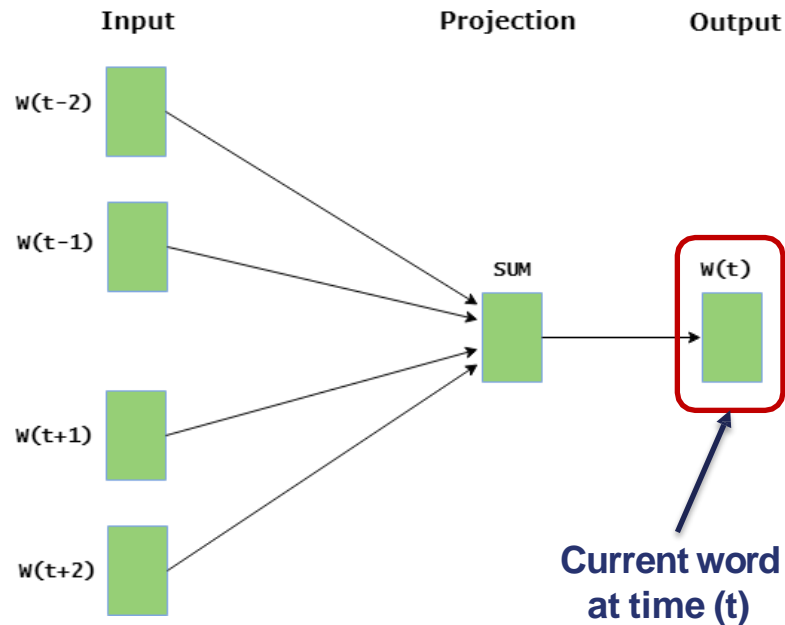 Input Projection Output
W(t-2)
W(t-1)
SUM W(t)
W(t+1)
W(t+2)
Current word
at time (t)